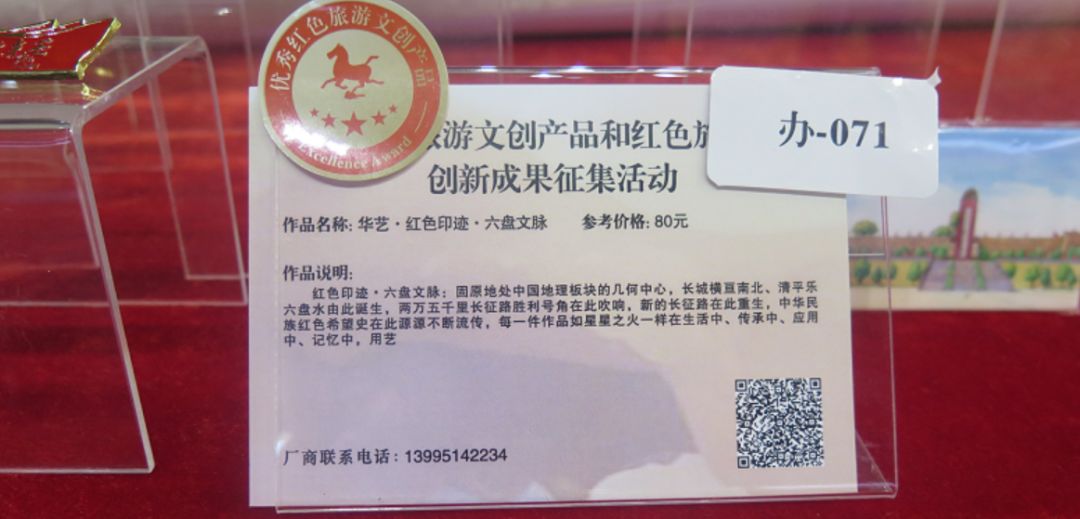 优秀红色旅游文创产品
Excellence Award
办-071
游文创产品和红色旅
创新成果征集活动
作品名称: 华艺·红色印迹·六盘文脉 参考价格: 80元
作品说明:
红色印迹·六盘文脉：固原地处中国地理板块的几何中心，长城横亘南北、清平乐
六盘水由此诞生，两万五千里长征路胜利号角在此吹响，新的长征路在此重生，中华民
族红色希望史在此源源不断流传，每一件作品如星星之火一样在生活中、传承中、应用
中、记忆中，用艺
厂商联系电话：13995142234